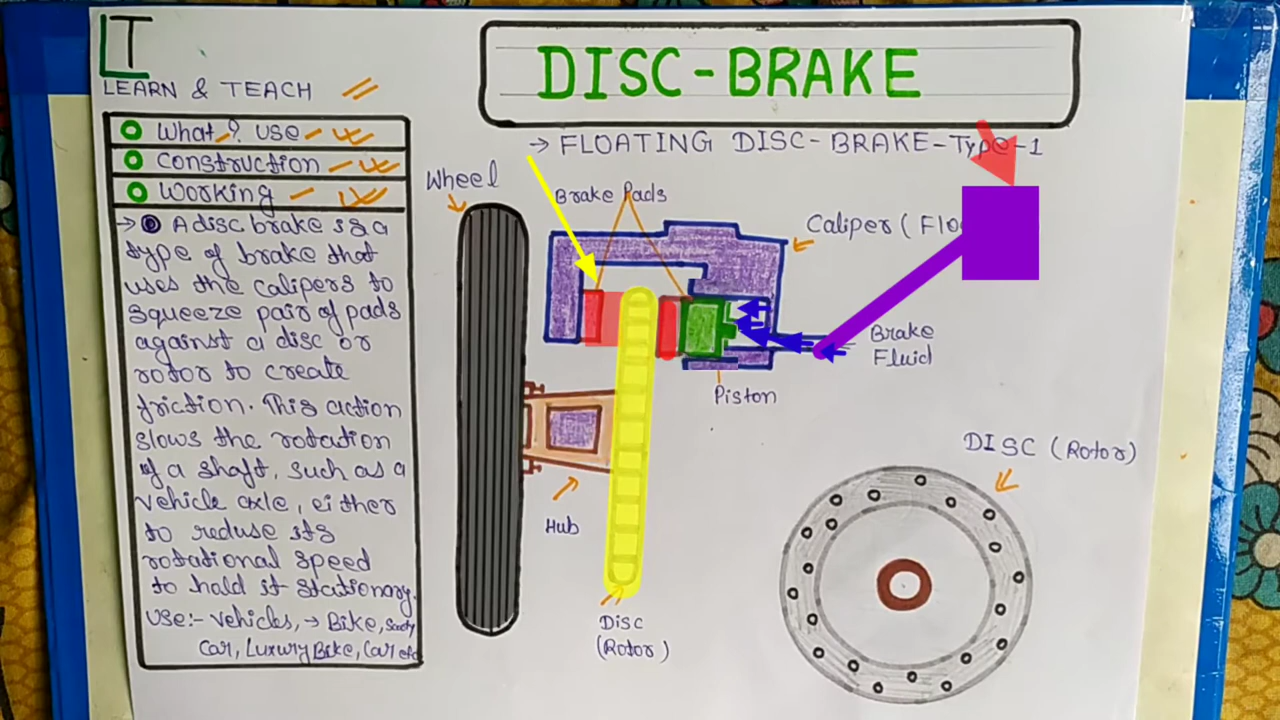 LT
LEARN & TEACH
What? use
Construction
Working
→ A disc brake is a
type of brake that
uses the calipers to
squeeze pair of pads
against a disc or
rotor to create
friction. This action
slows the rotation
of a shaft, such as a
vehicle axle, either
to reduse its
rotational speed
to hold it stationary.
Use:- Vehicles, → Bike,
Car, Luxury Bike, Car etc
DISC-BRAKE
→ FLOATING DISC-BRAKE-Type-1
Wheel
Brake Pads
Caliper (Flo
Brake
Fluid
Piston
Hub
Disc
(Rotor)
DISC (Rotor)